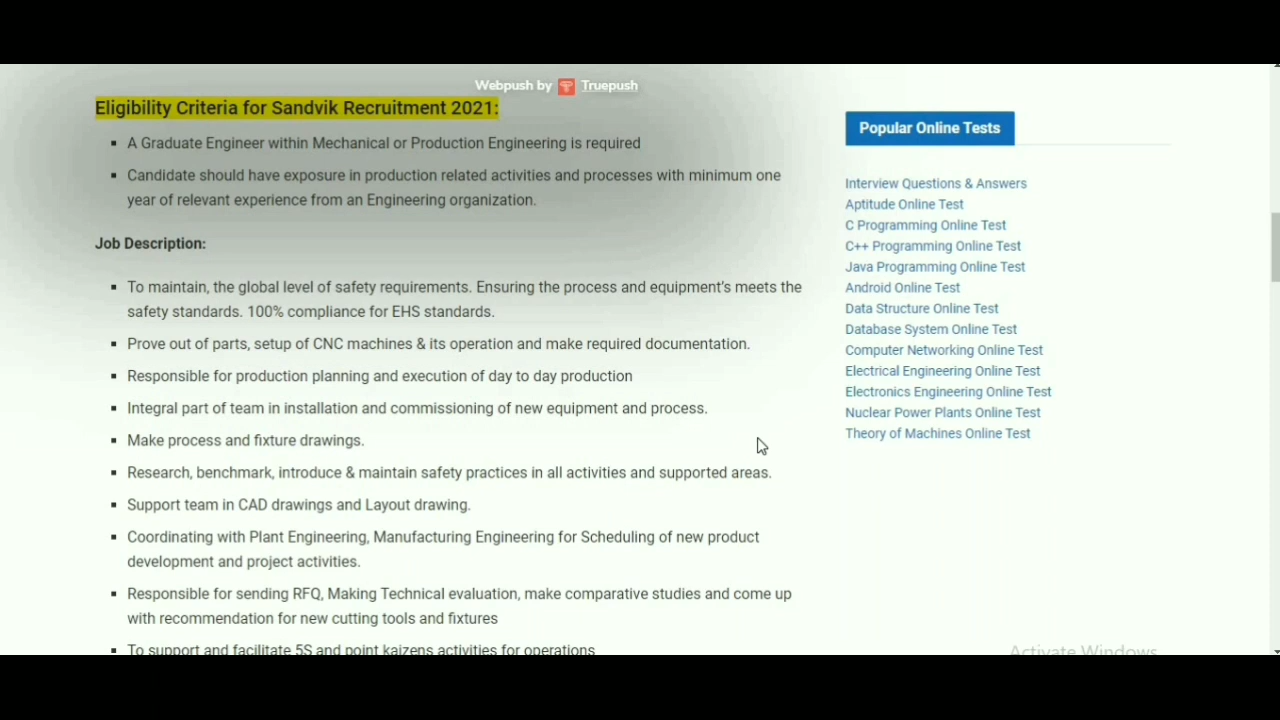 Webpush by Truepush
Eligibility Criteria for Sandvik Recruitment 2021:
A Graduate Engineer within Mechanical or Production Engineering is required
Candidate should have exposure in production related activities and processes with minimum one
year of relevant experience from an Engineering organization.
Job Description:
To maintain, the global level of safety requirements. Ensuring the process and equipment's meets the
safety standards. 100% compliance for EHS standards.
Prove out of parts, setup of CNC machines & its operation and make required documentation.
Responsible for production planning and execution of day to day production
Integral part of team in installation and commissioning of new equipment and process.
Make process and fixture drawings.
Research, benchmark, introduce & maintain safety practices in all activities and supported areas.
Support team in CAD drawings and Layout drawing.
Coordinating with Plant Engineering, Manufacturing Engineering for Scheduling of new product
development and project activities.
Responsible for sending RFQ, Making Technical evaluation, make comparative studies and come up
with recommendation for new cutting tools and fixtures
To support and facilitate 5S and point kaizens activities for operations
Popular Online Tests
Interview Questions & Answers
Aptitude Online Test
C Programming Online Test
C++ Programming Online Test
Java Programming Online Test
Android Online Test
Data Structure Online Test
Database System Online Test
Computer Networking Online Test
Electrical Engineering Online Test
Electronics Engineering Online Test
Nuclear Power Plants Online Test
Theory of Machines Online Test
Activate Windows